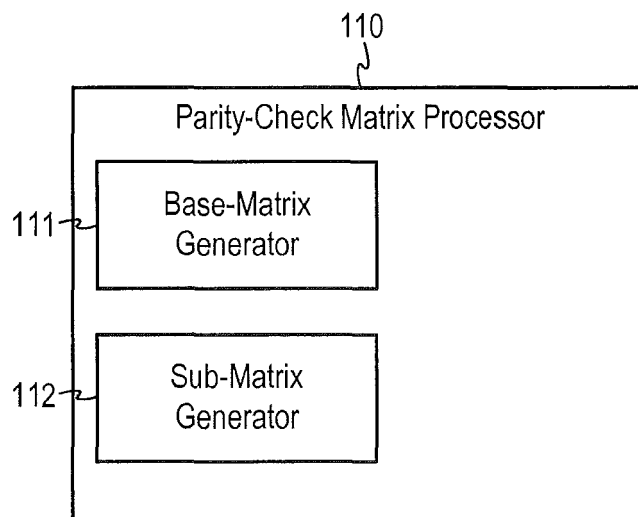 110
Parity-Check Matrix Processor
111
Base-Matrix
Generator
112
Sub-Matrix
Generator